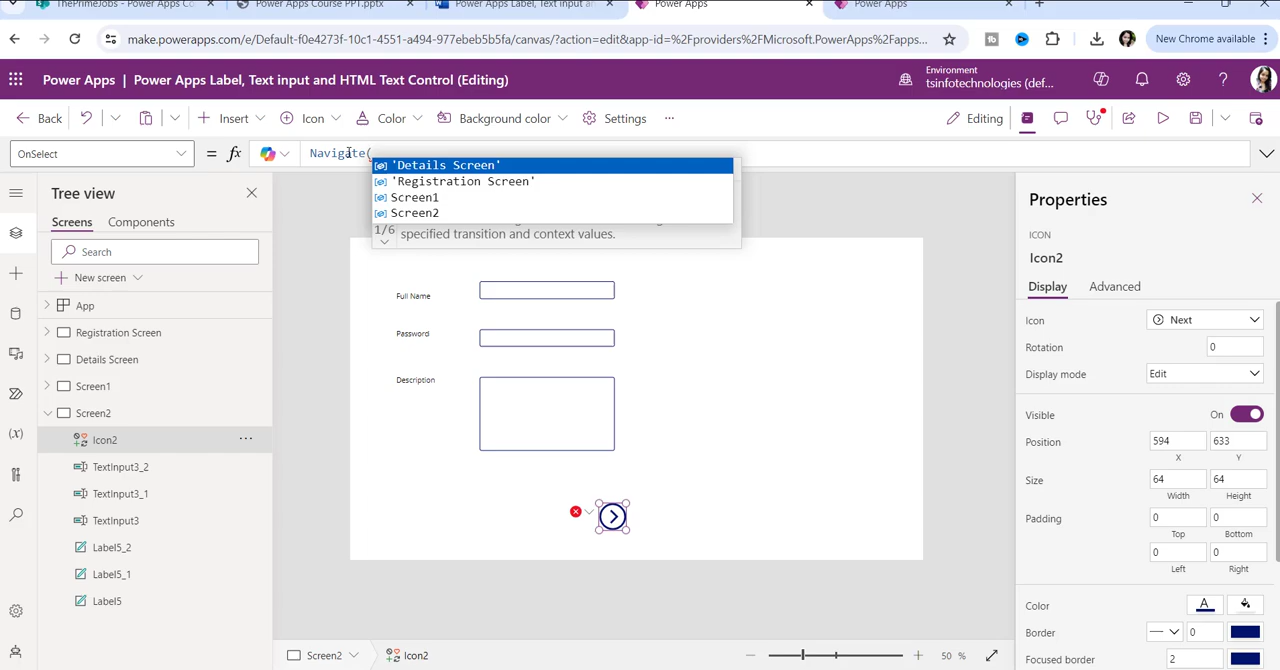 ThePrimeJobs - Power Apps Co
Power Apps Course PPT.pptx
Power Apps Label, Text input an
Power Apps
Power Apps
make.powerapps.com/e/Default-f0e4273f-10c1-4551-a494-977ebeb5b5fa/canvas/?action=edit&app-id=%2Fproviders%2FMicrosoft.PowerApps%2Fapps...
New Chrome available
Power Apps | Power Apps Label, Text input and HTML Text Control (Editing)
Environment
tsinfotechnologies (def...
Back
Insert
Icon
Color
Background color
Settings
...
Editing
OnSelect
= fx
Navigate(
'Details Screen'
'Registration Screen'
Screen1
Screen2
1/6
specified transition and context values.
Tree view
Screens
Components
Search
New screen
App
Registration Screen
Details Screen
Screen1
Screen2
Icon2
...
TextInput3_2
TextInput3_1
TextInput3
Label5_2
Label5_1
Label5
Full Name
Password
Description
Screen2
Icon2
50 %
Properties
ICON
Icon2
Display
Advanced
Icon
Next
Rotation
0
Display mode
Edit
Visible
On
Position
594
633
X
Y
Size
64
64
Width
Height
Padding
0
0
Top
Bottom
0
0
Left
Right
Color
A
Border
0
Focused border
2